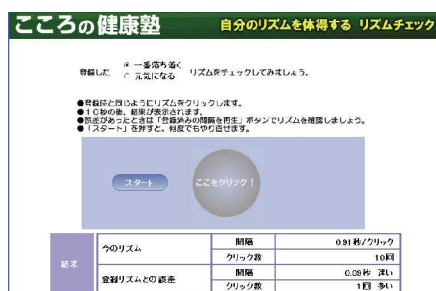 こころの健康塾 自分のリズムを体得する リズムチェック
一番落ち着く
登録した リズムをチェックしてみましょう。
元気になる
●登録時と同じようにリズムをクリックします。
●10秒の後、結果が表示されます。
●誤差があったときは「登録済みの間隔を再生」ボタンでリズムを確認しましょう。
●「スタート」を押すと、何度でもやり直せます。
スタート ここをクリック!
結果
今のリズム 間隔 0.91秒/クリック
クリック数 10回
登録リズムとの誤差 間隔 0.09秒 遅い
クリック数 1回 多い